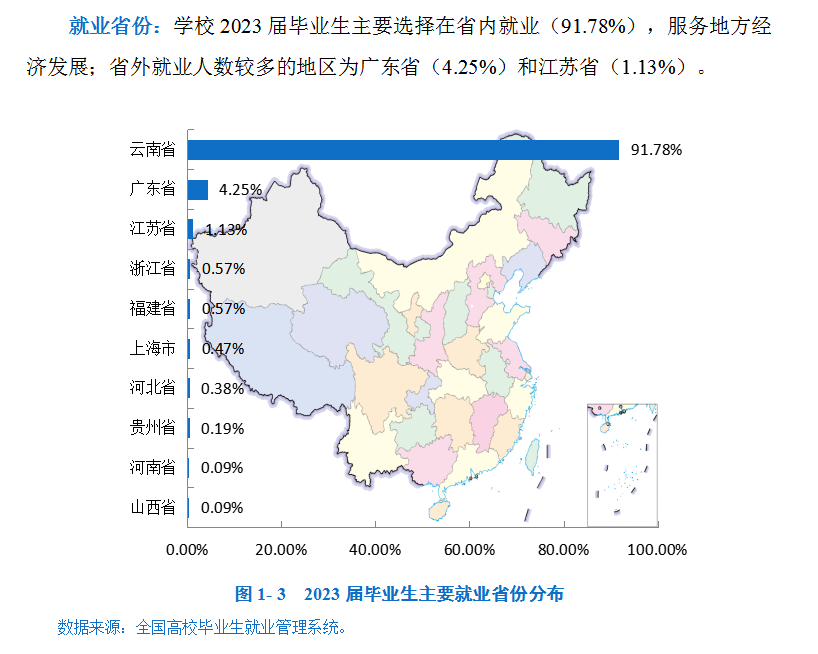 就业省份：学校 2023 届毕业生主要选择在省内就业（91.78%），服务地方经
济发展；省外就业人数较多的地区为广东省（4.25%）和江苏省（1.13%）。
云南省 91.78%
广东省 4.25%
江苏省 1.13%
浙江省 0.57%
福建省 0.57%
上海市 0.47%
河北省 0.38%
贵州省 0.19%
河南省 0.09%
山西省 0.09%
0.00% 20.00% 40.00% 60.00% 80.00% 100.00%
图 1- 3 2023 届毕业生主要就业省份分布
数据来源：全国高校毕业生就业管理系统。